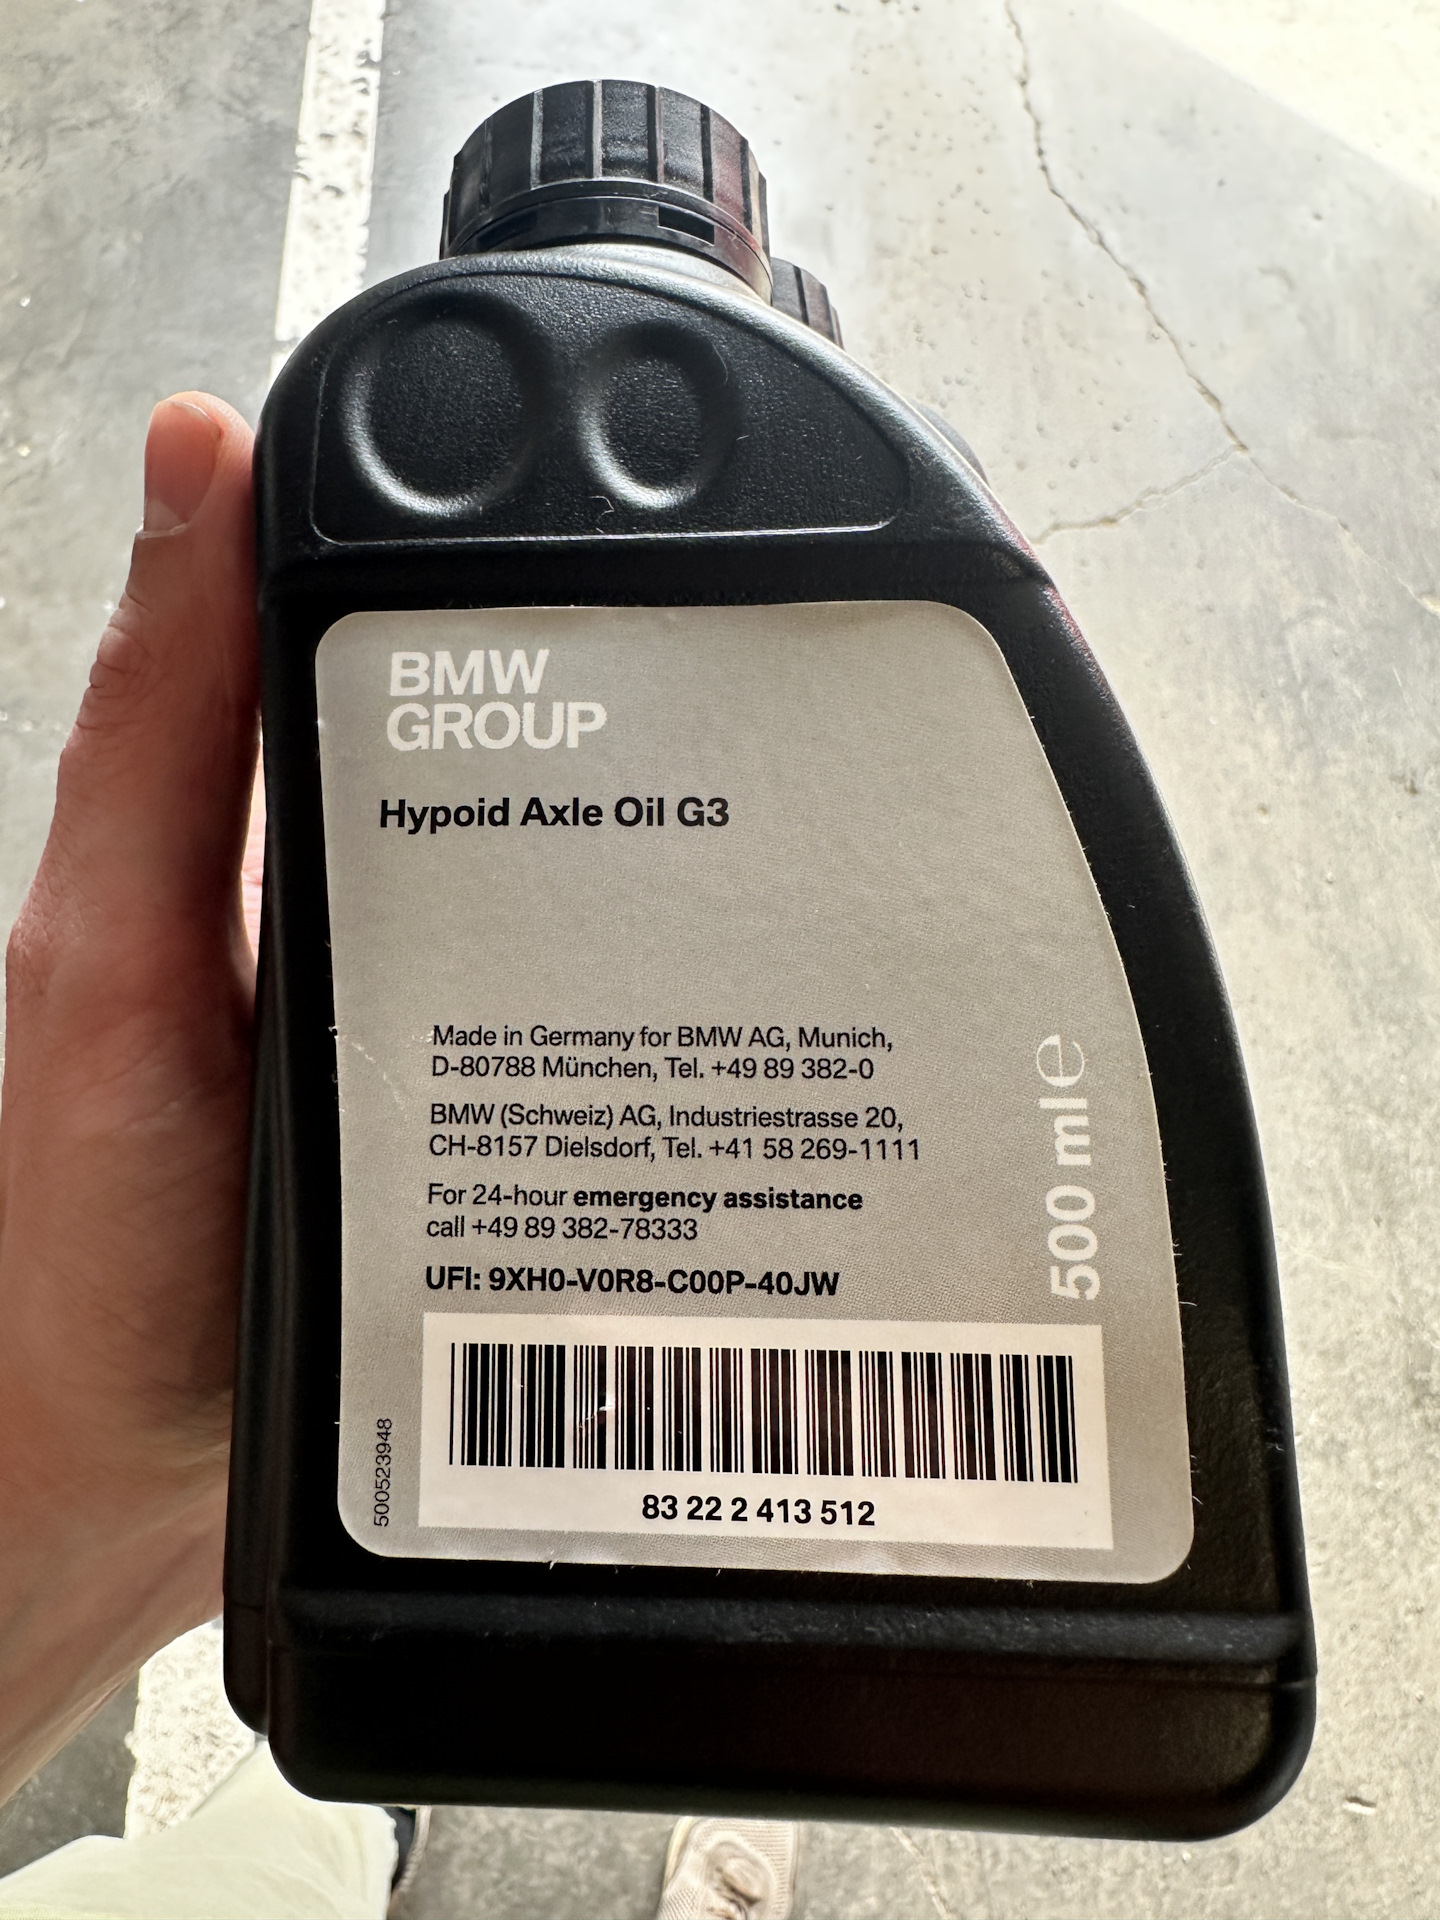 BMW
GROUP
Hypoid Axle Oil G3
Made in Germany for BMW AG, Munich,
D-80788 München, Tel. +49 89 382-0
BMW (Schweiz) AG, Industriestrasse 20,
CH-8157 Dielsdorf, Tel. +41 58 269-1111
For 24-hour emergency assistance
call +49 89 382-78333
UFI: 9XH0-V0R8-C00P-40JW
500 ml ℮
500523948
83 22 2 413 512